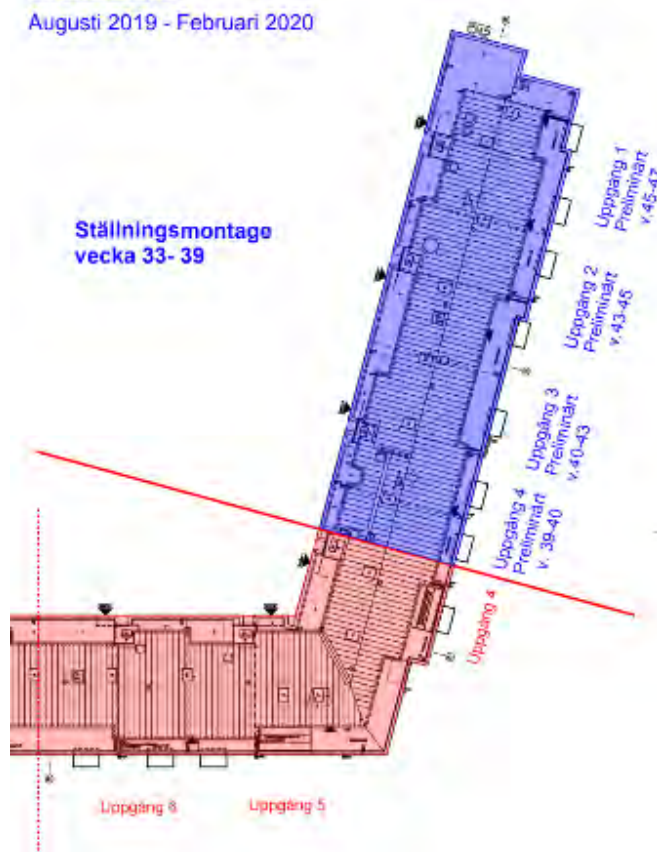 Augusti 2019 - Februari 2020
Ställningsmontage
vecka 33- 39
Uppgång 1
Preliminärt
v.45-47
Uppgång 2
Preliminärt
v.43-45
Uppgång 3
Preliminärt
v.40-43
Uppgång 4
Preliminärt
v. 39-40
Uppgång 4
Uppgång 6
Uppgång 5